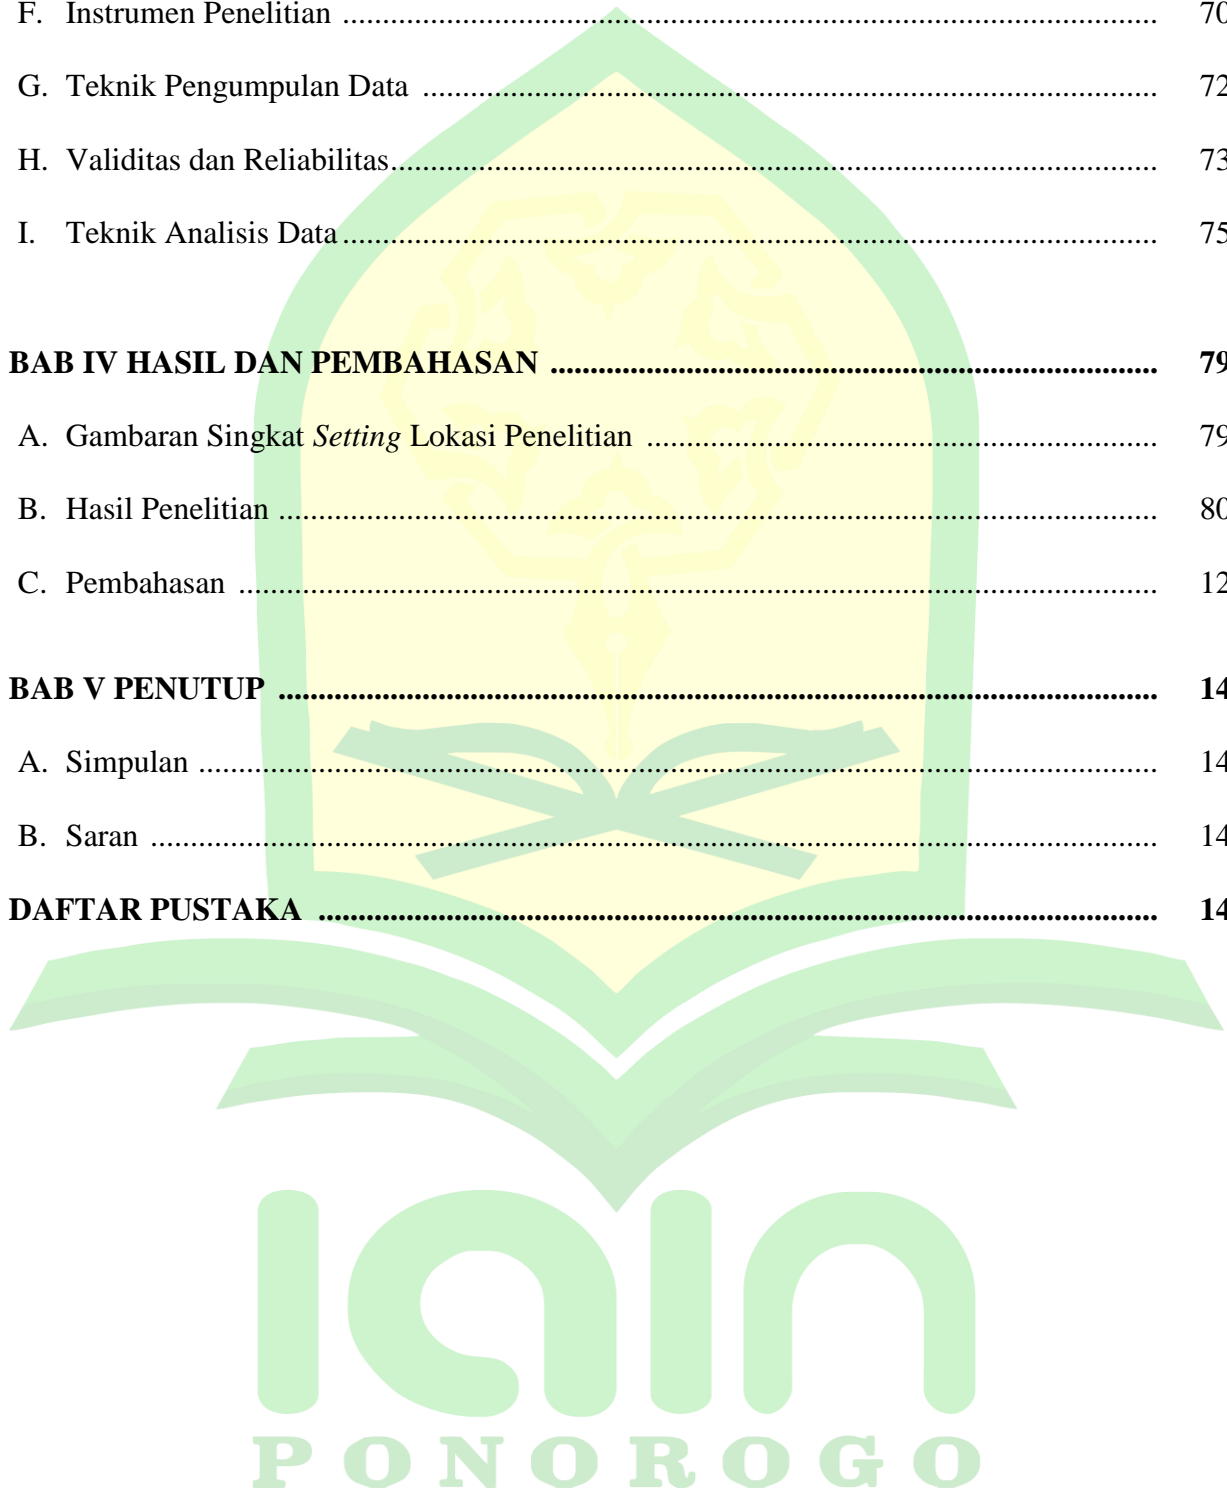 F. Instrumen Penelitian ........................................................................................................ 70
G. Teknik Pengumpulan Data .............................................................................................. 72
H. Validitas dan Reliabilitas.................................................................................................. 73
I. Teknik Analisis Data ........................................................................................................ 75
BAB IV HASIL DAN PEMBAHASAN ............................................................................. 79
A. Gambaran Singkat Setting Lokasi Penelitian ................................................................. 79
B. Hasil Penelitian ................................................................................................................ 80
C. Pembahasan ..................................................................................................................... 12
BAB V PENUTUP ................................................................................................................ 14
A. Simpulan .......................................................................................................................... 14
B. Saran ................................................................................................................................ 14
DAFTAR PUSTAKA ........................................................................................................... 14
iain
PONOROGO